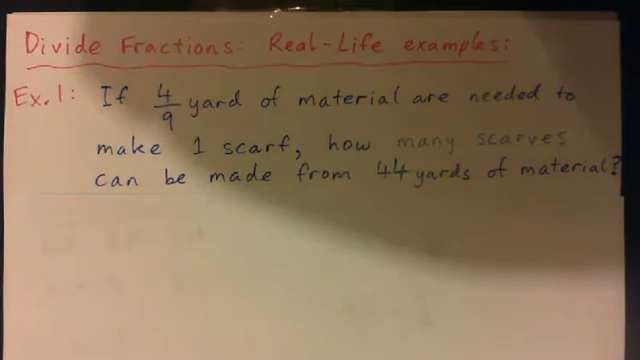 Divide Fractions: Real-Life examples:
Ex. 1: If 4/9 yard of material are needed to
make 1 scarf, how many scarves
can be made from 44 yards of material?